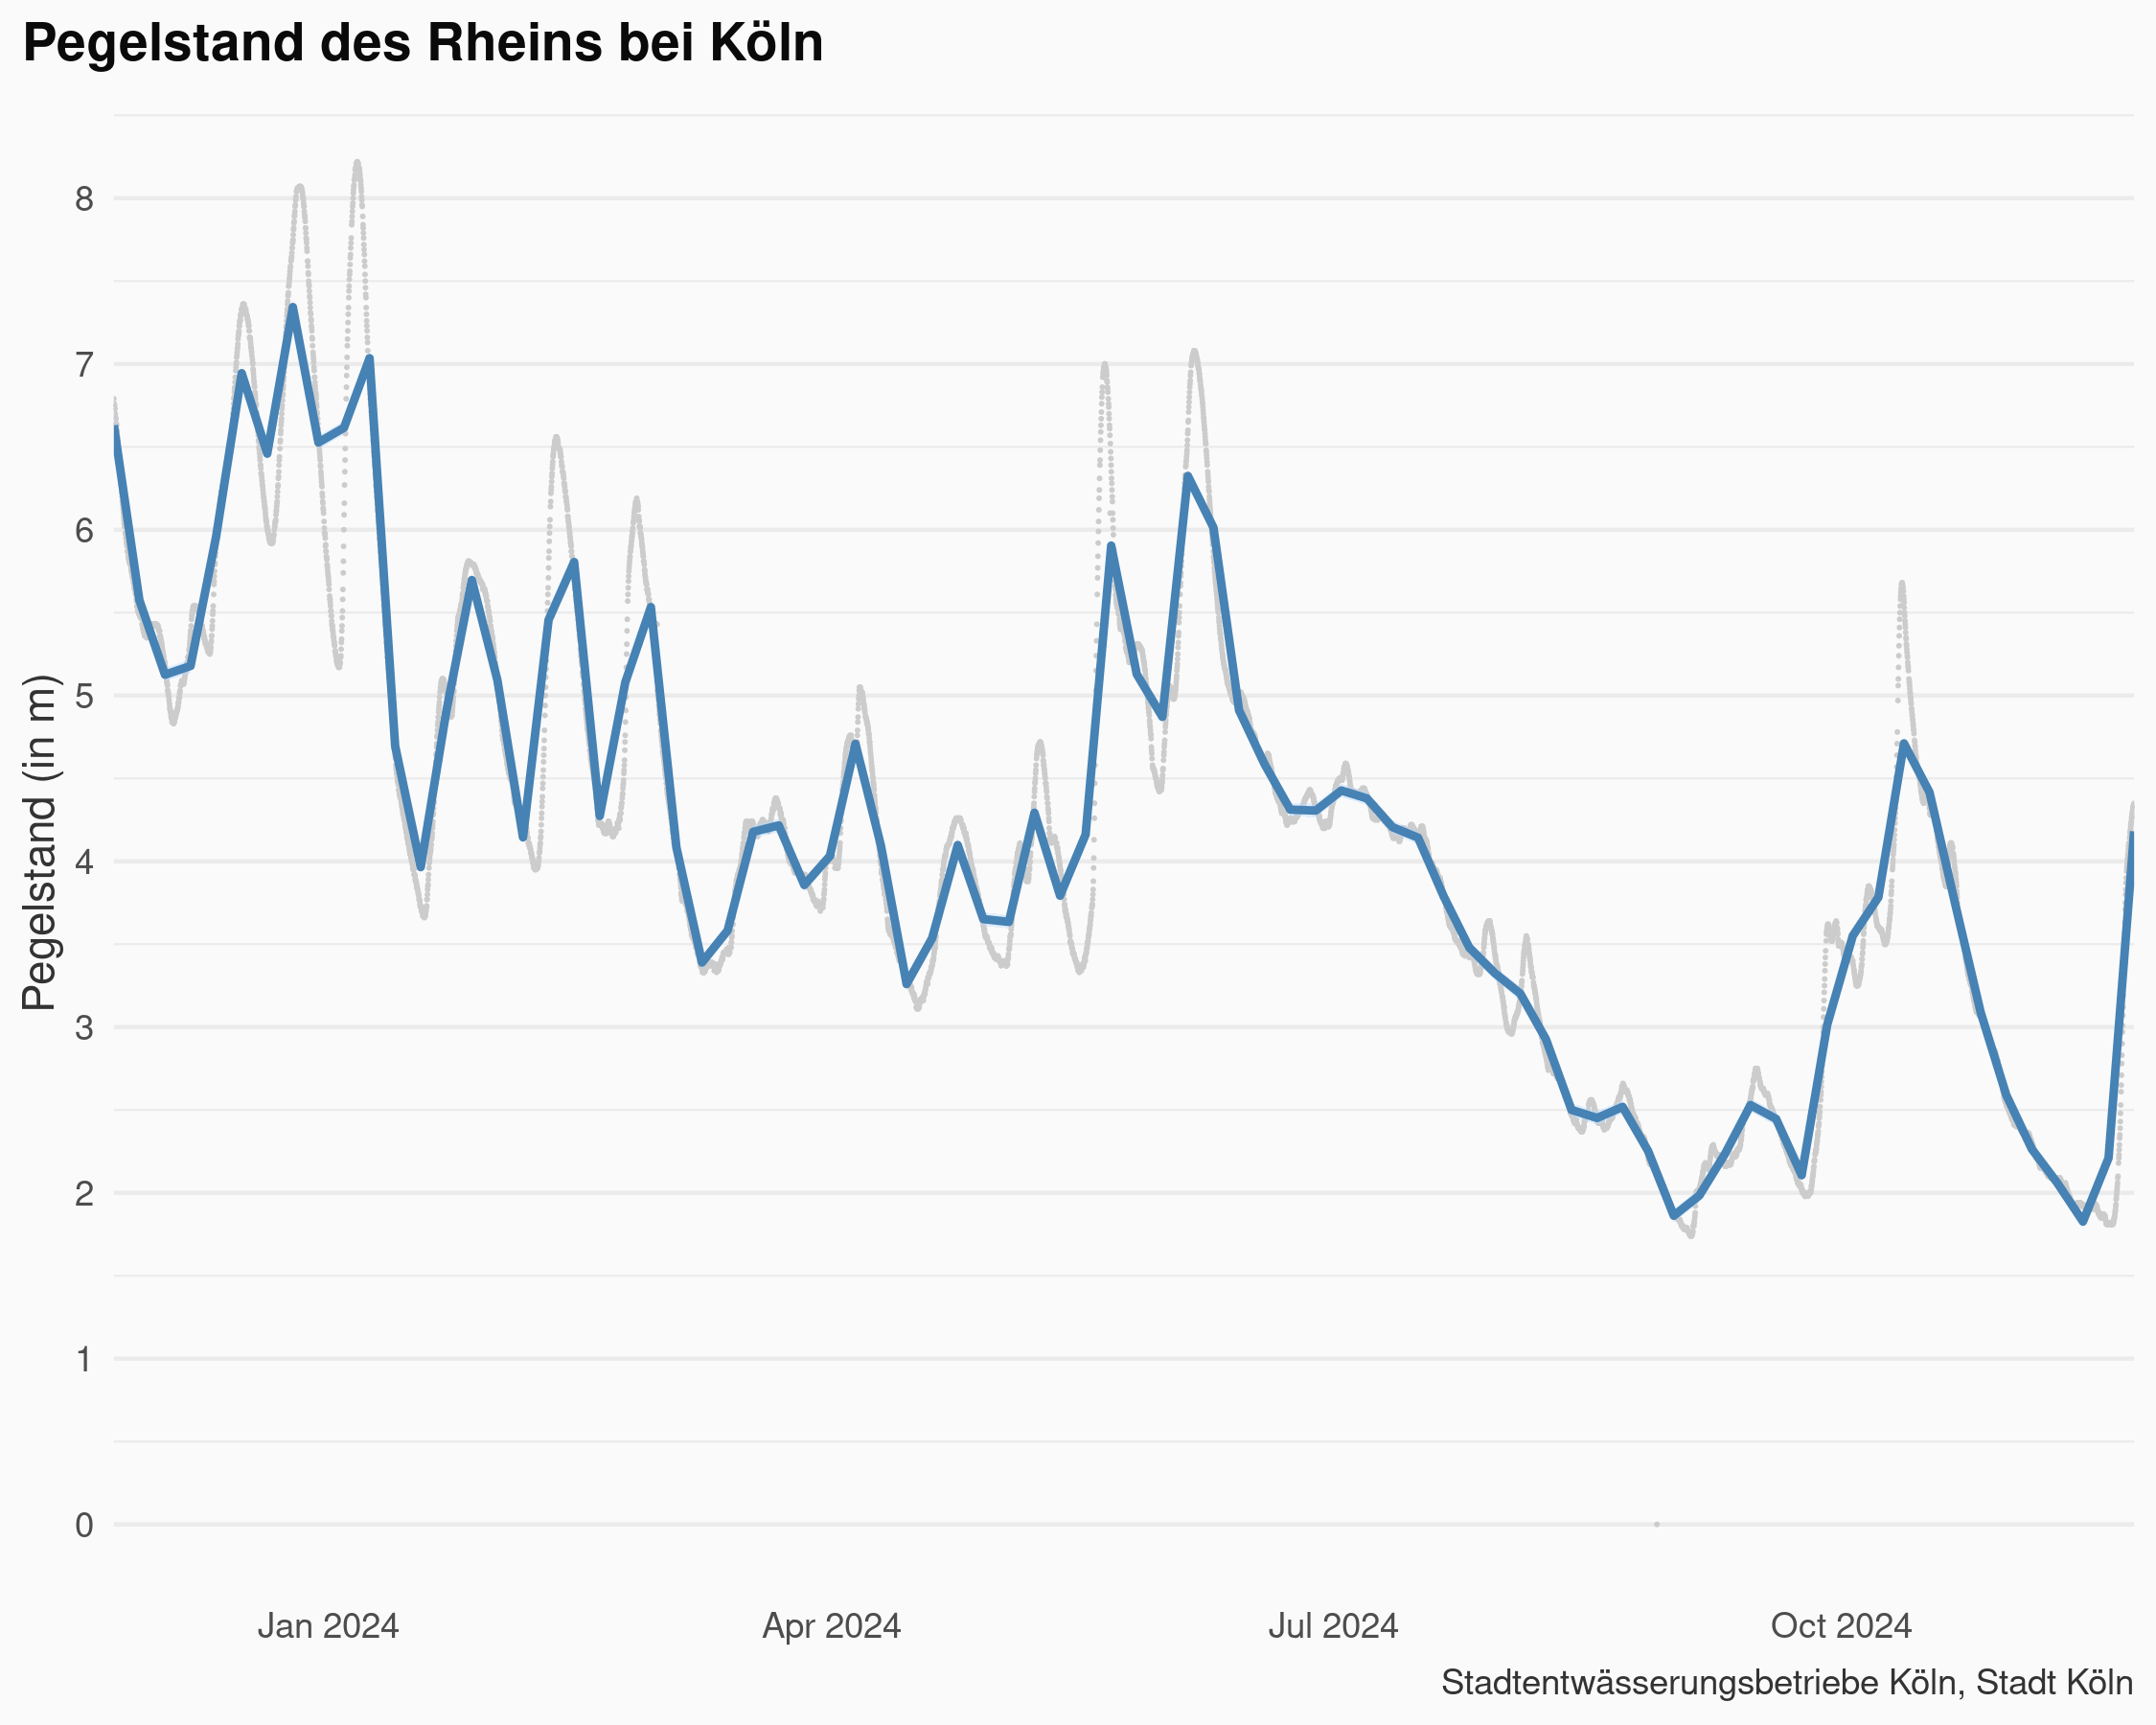 Pegelstand des Rheins bei Köln
Pegelstand (in m)
8
7
6
5
4
3
2
1
0
Jan 2024
Apr 2024
Jul 2024
Oct 2024
Stadtentwässerungsbetriebe Köln, Stadt Köln